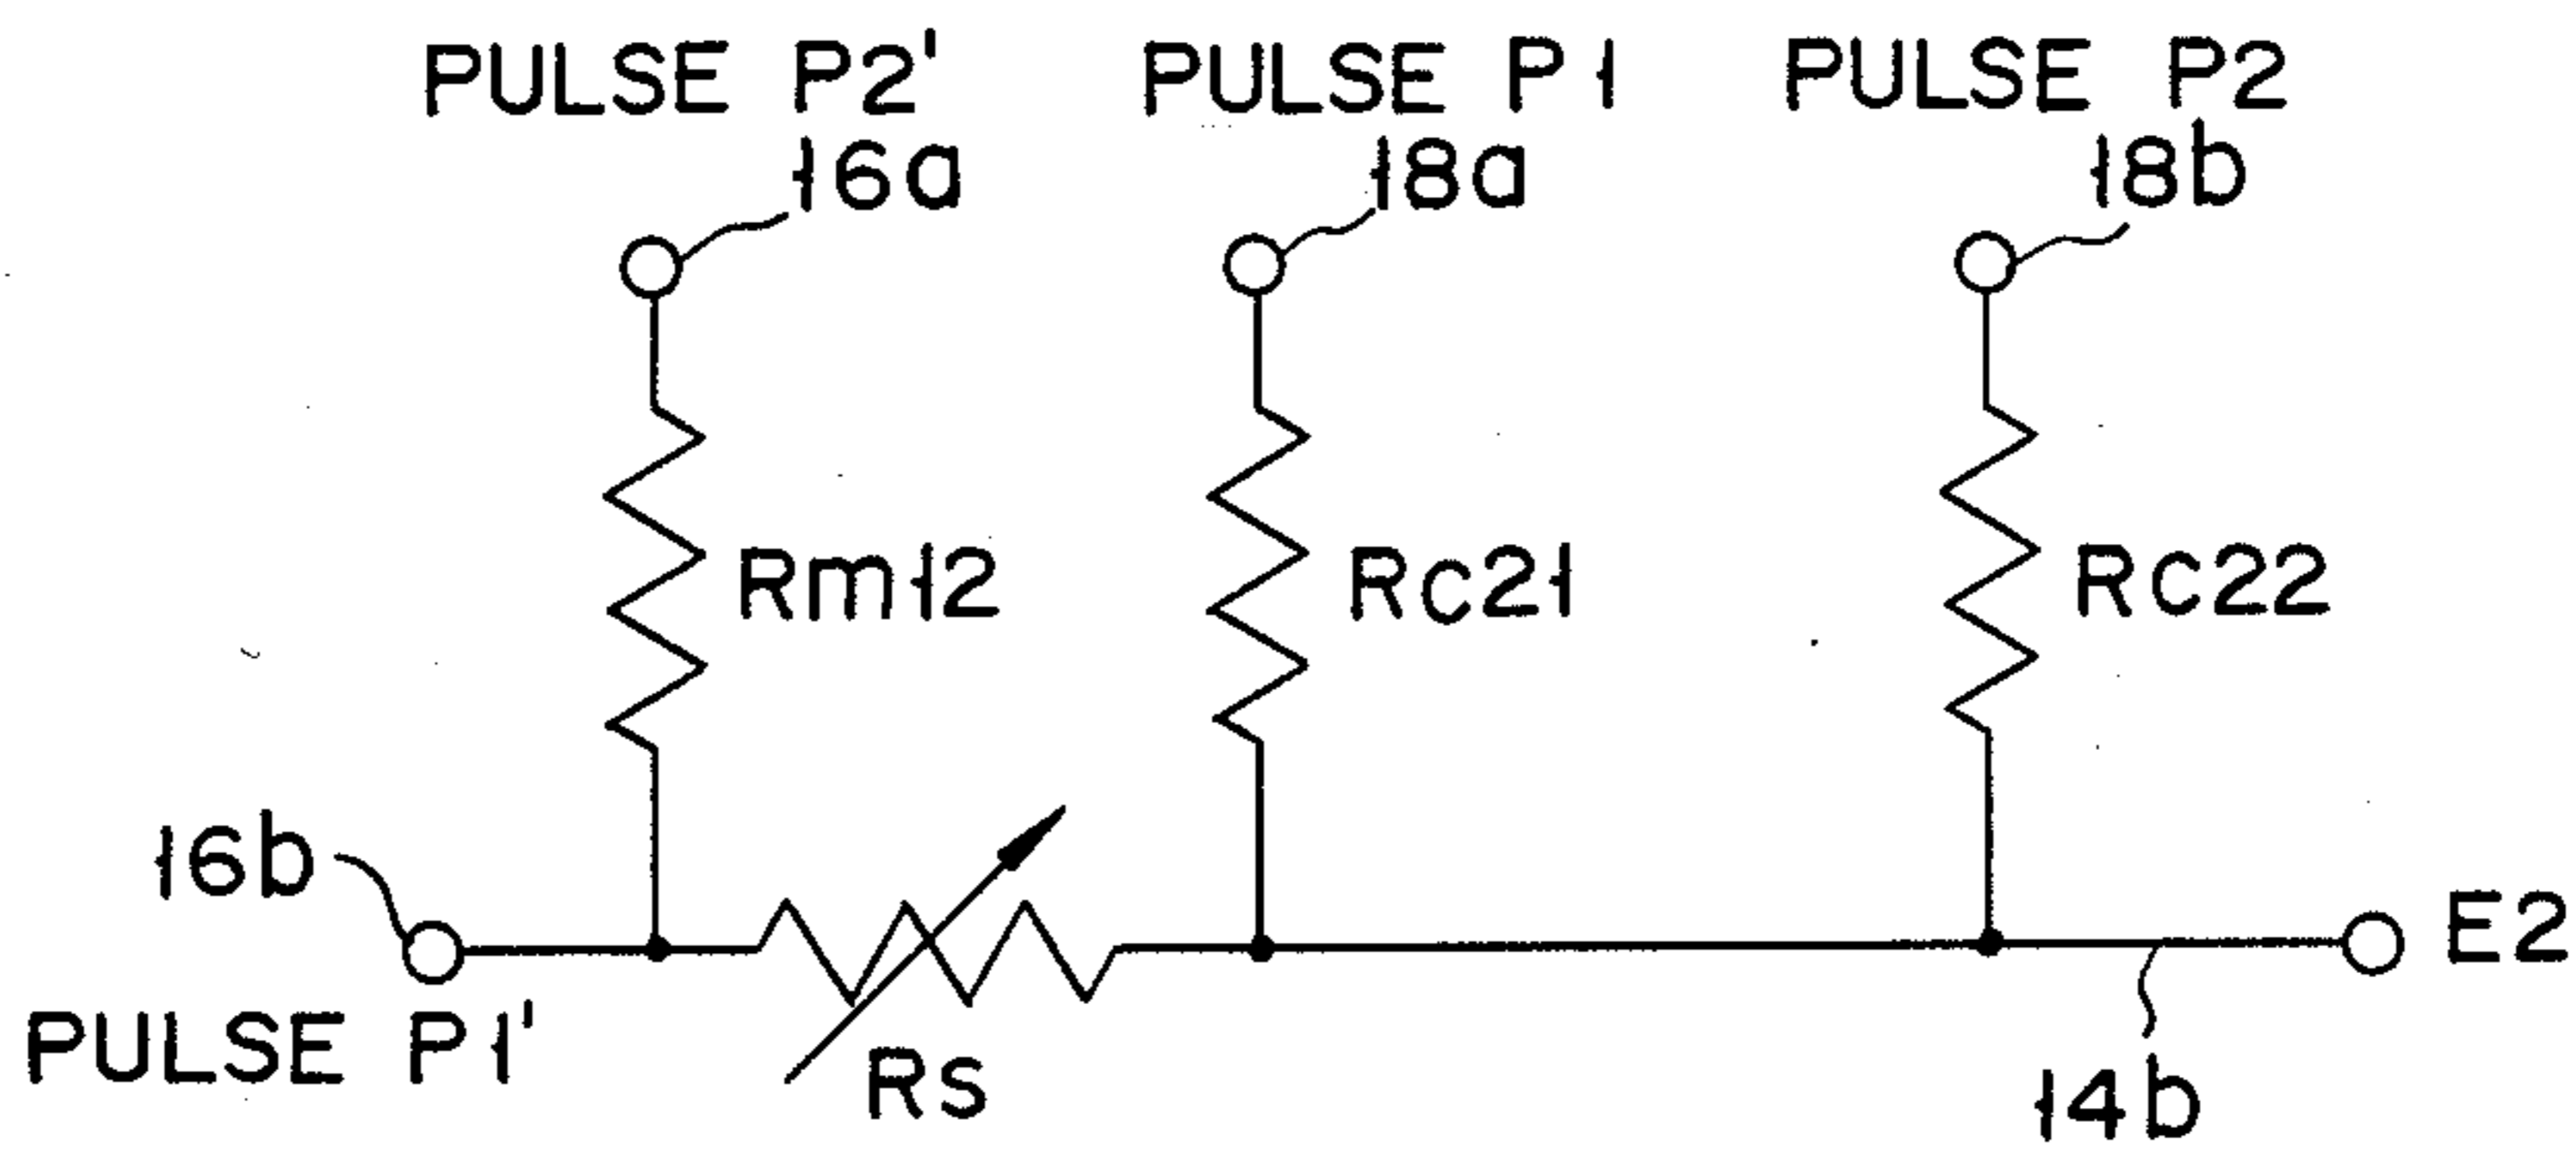 PULSE P2'
PULSE P1
PULSE P2
16a
18a
18b
Rm12
Rc21
Rc22
16b
E2
PULSE P1'
Rs
14b